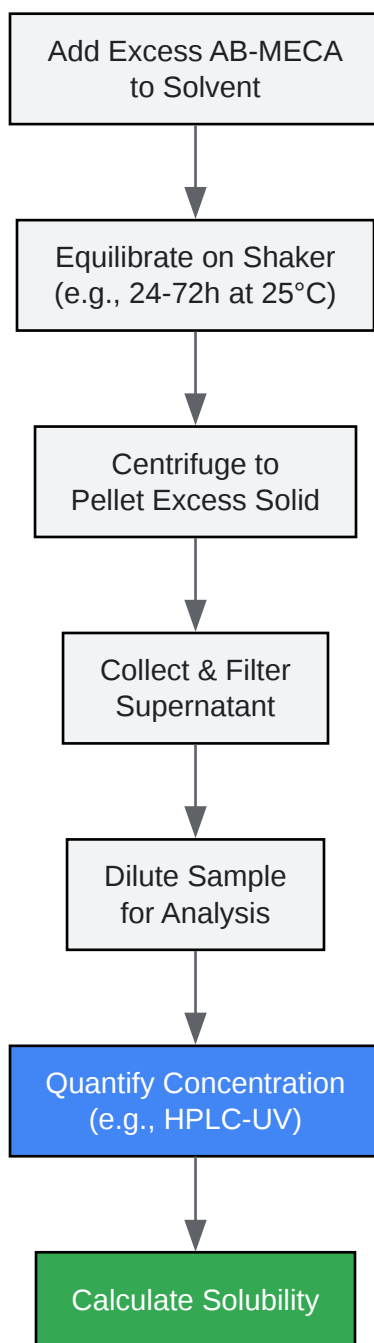 Add Excess AB-MECA
to Solvent
Equilibrate on Shaker
(e.g., 24-72h at 25°C)
Centrifuge to
Pellet Excess Solid
Collect & Filter
Supernatant
Dilute Sample
for Analysis
Quantify Concentration
(e.g., HPLC-UV)
Calculate Solubility